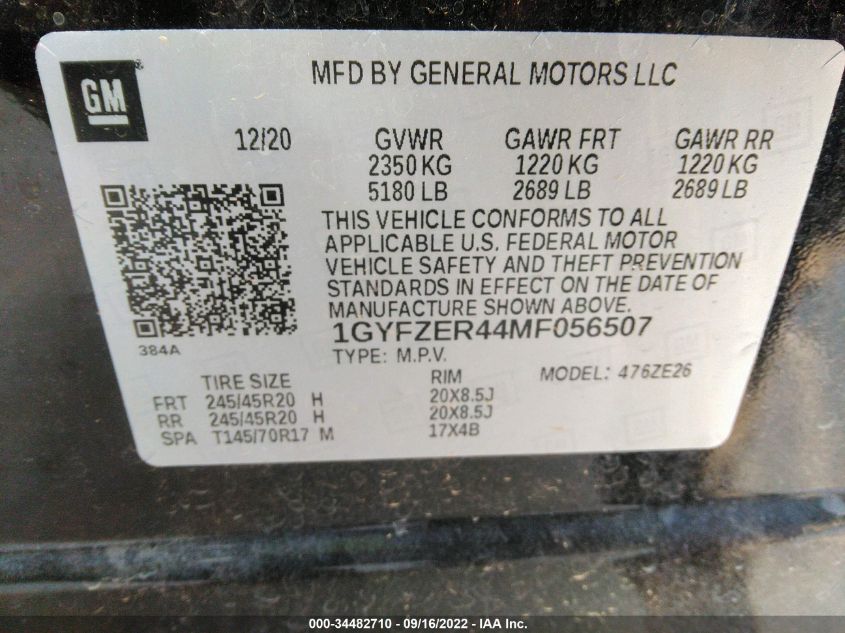 GM
MFD BY GENERAL MOTORS LLC
12/20 GVWR GAWR FRT GAWR RR
2350 KG 1220 KG 1220 KG
5180 LB 2689 LB 2689 LB
THIS VEHICLE CONFORMS TO ALL
APPLICABLE U.S. FEDERAL MOTOR
VEHICLE SAFETY AND THEFT PREVENTION
STANDARDS IN EFFECT ON THE DATE OF
MANUFACTURE SHOWN ABOVE.
1GYFZER44MF056507
384A
TYPE: M.P.V. MODEL: 476ZE26
TIRE SIZE RIM
FRT 245/45R20 H 20X8.5J
RR 245/45R20 H 20X8.5J
SPA T145/70R17 M 17X4B
000-34482710 - 09/16/2022 - IAA Inc.